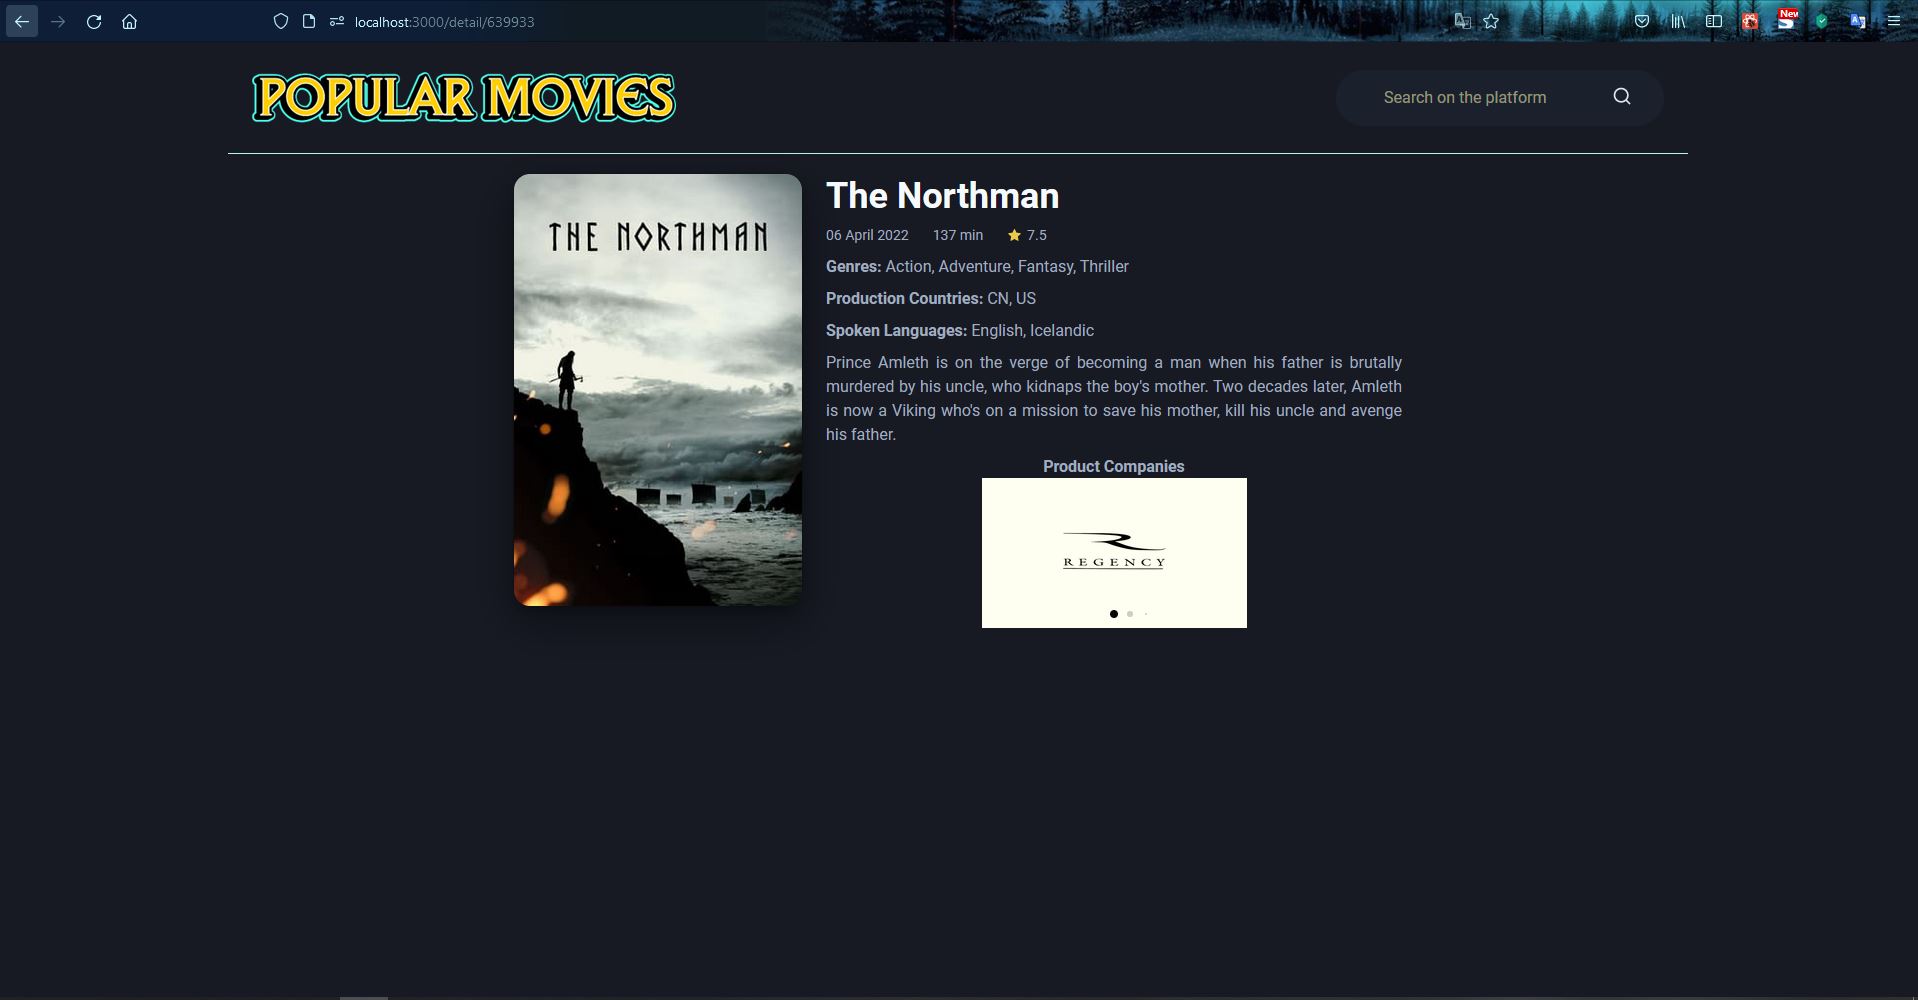 localhost:3000/detail/639933
New
POPULAR MOVIES
Search on the platform
THE NORTHMAN
The Northman
06 April 2022 137 min 7.5
Genres: Action, Adventure, Fantasy, Thriller
Production Countries: CN, US
Spoken Languages: English, Icelandic
Prince Amleth is on the verge of becoming a man when his father is brutally
murdered by his uncle, who kidnaps the boy's mother. Two decades later, Amleth
is now a Viking who's on a mission to save his mother, kill his uncle and avenge
his father.
Product Companies
REGENCY